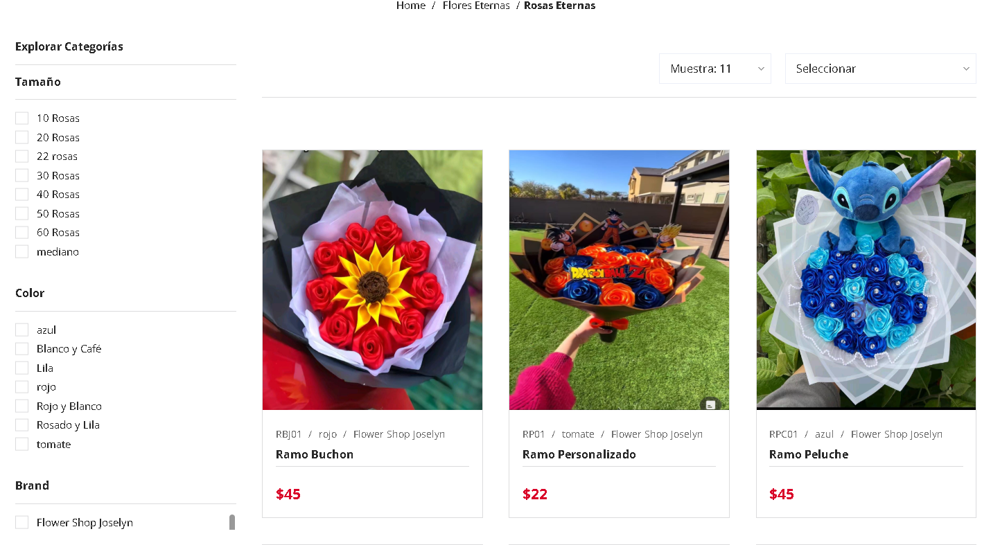 Home / Flores Eternas / Rosas Eternas
Explorar Categorías
Muestra: 11
Seleccionar
Tamaño
10 Rosas
20 Rosas
22 rosas
30 Rosas
40 Rosas
50 Rosas
60 Rosas
mediano
Color
azul
Blanco y Café
Lila
rojo
Rojo y Blanco
Rosado y Lila
tomate
Brand
Flower Shop Joselyn
DRAGON BALL Z
RBJ01 / rojo / Flower Shop Joselyn
Ramo Buchon
$45
RP01 / tomate / Flower Shop Joselyn
Ramo Personalizado
$22
RPC01 / azul / Flower Shop Joselyn
Ramo Peluche
$45